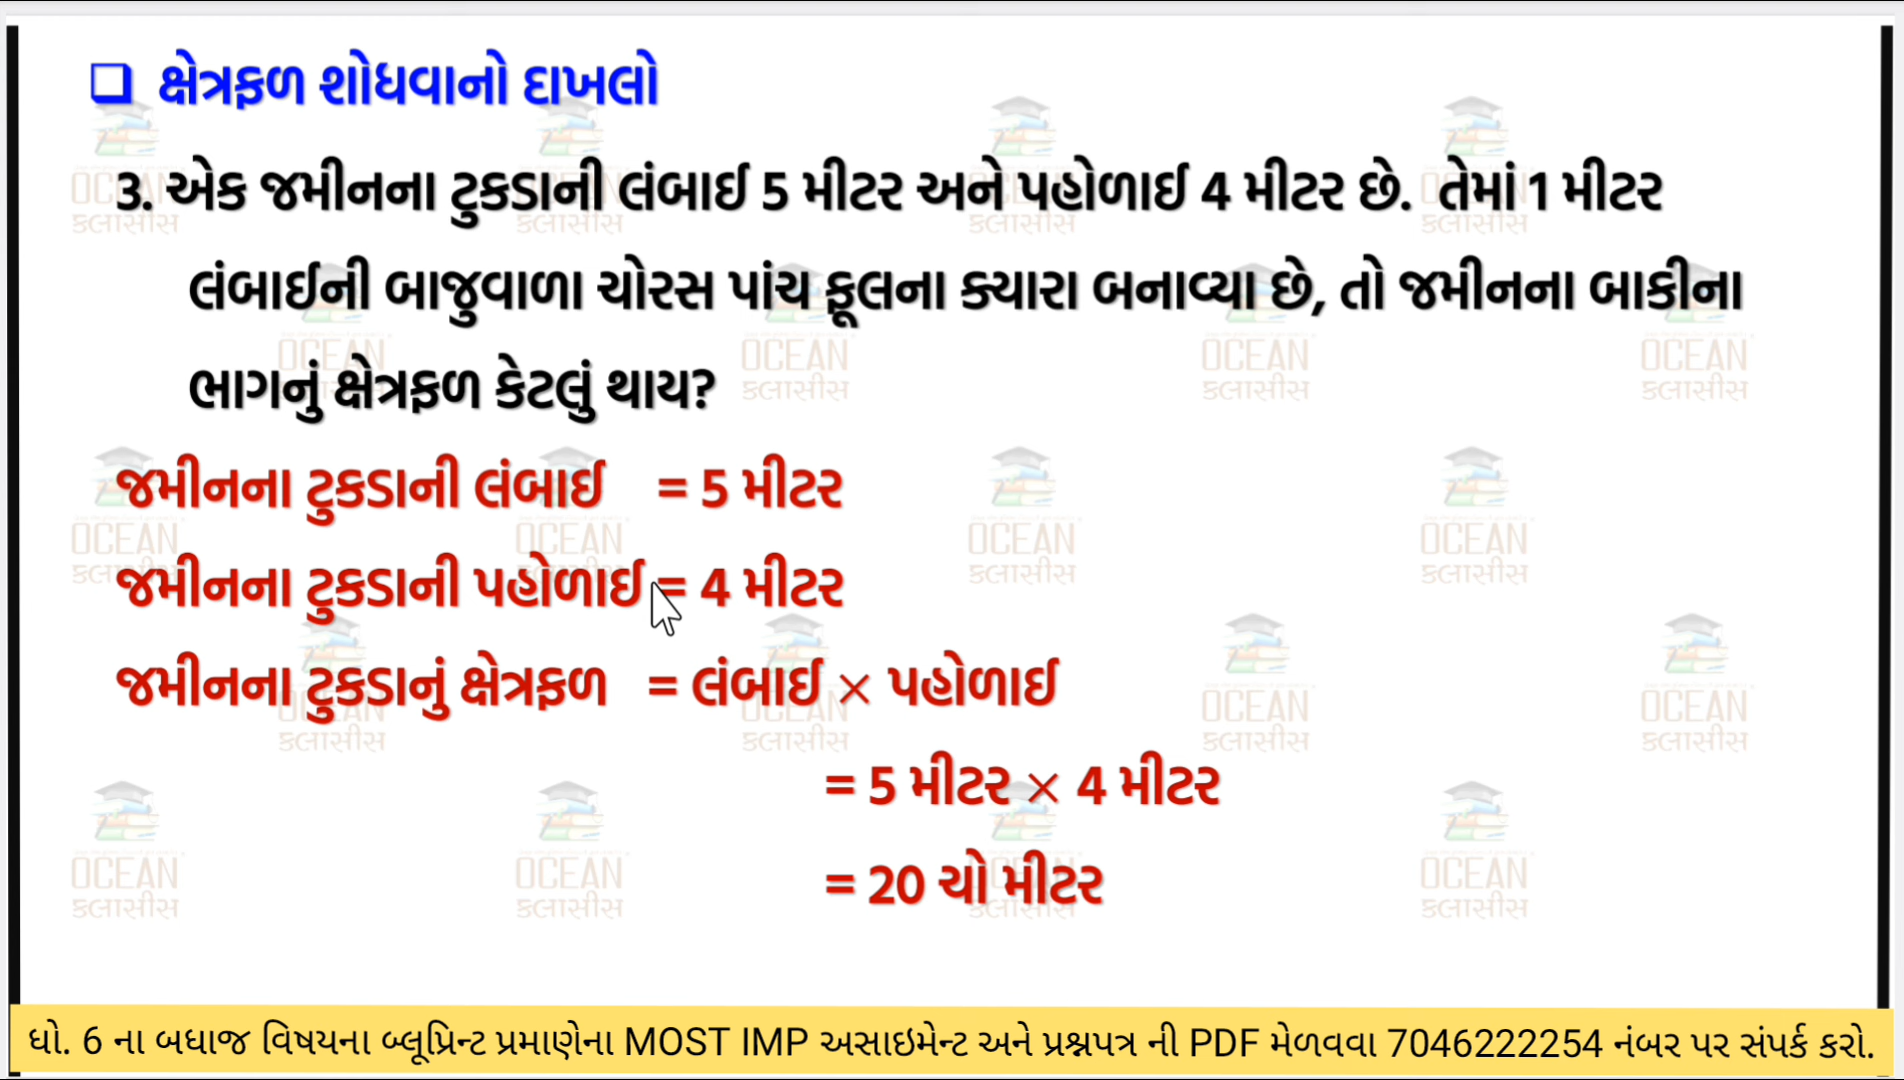 ❑ ક્ષેત્રફળ શોધવાનો દાખલો
3. એક જમીનના ટુકડાની લંબાઈ 5 મીટર અને પહોળાઈ 4 મીટર છે. તેમાં 1 મીટર
લંબાઈની બાજુવાળા ચોરસ પાંચ ફૂલના ક્યારા બનાવ્યા છે, તો જમીનના બાકીના
ભાગનું ક્ષેત્રફળ કેટલું થાય?
જમીનના ટુકડાની લંબાઈ = 5 મીટર
જમીનના ટુકડાની પહોળાઈ = 4 મીટર
જમીનના ટુકડાનું ક્ષેત્રફળ = લંબાઈ × પહોળાઈ
= 5 મીટર × 4 મીટર
= 20 ચો મીટર
OCEAN
ક્લાસીસ
ધો. 6 ના બધાજ વિષયના બ્લૂપ્રિન્ટ પ્રમાણેના MOST IMP અસાઇમેન્ટ અને પ્રશ્નપત્ર ની PDF મેળવવા 7046222254 નંબર પર સંપર્ક કરો.